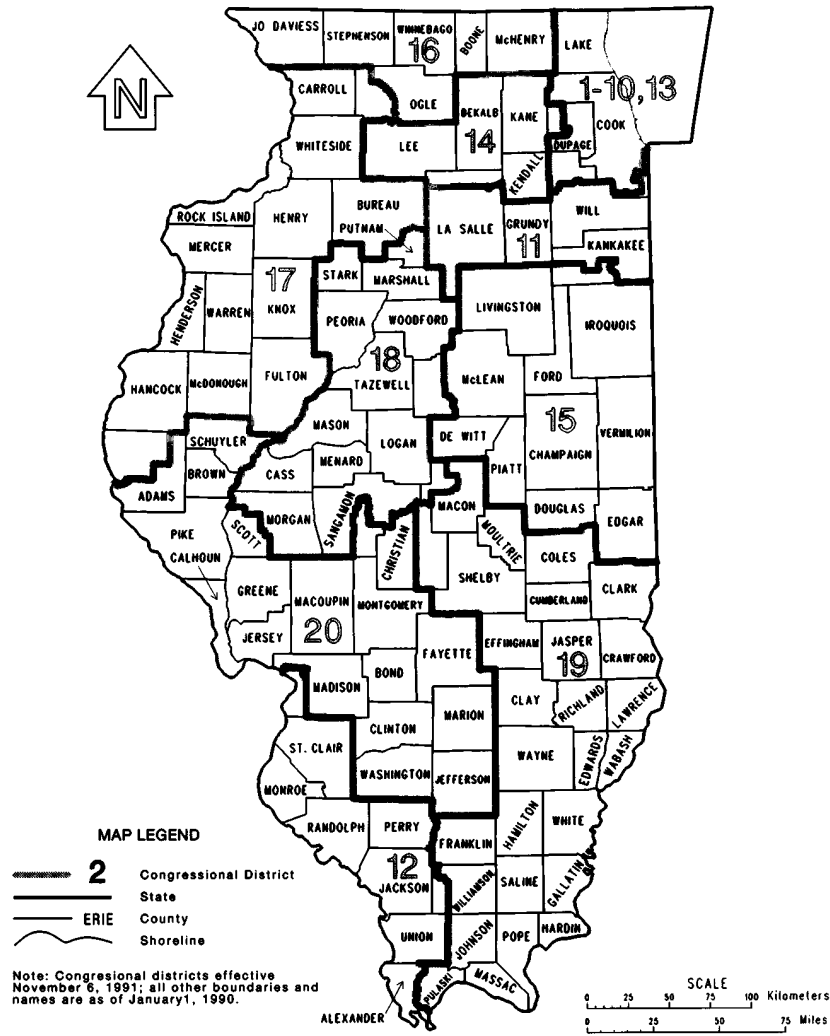 JO DAVIESS
STEPHENSON
WINNEBAGO
16
BOONE
McHENRY
LAKE
1-10,13
N
CARROLL
OGLE
DEKALB
14
KANE
COOK
DUPAGE
WHITESIDE
LEE
KENDALL
ROCK ISLAND
HENRY
BUREAU
PUTNAM
LA SALLE
GRUNDY
11
WILL
KANKAKEE
MERCER
17
KNOX
STARK
MARSHALL
HENDERSON
WARREN
PEORIA
WOODFORD
LIVINGSTON
IROQUOIS
18
TAZEWELL
HANCOCK
McDONOUGH
FULTON
McLEAN
FORD
15
CHAMPAIGN
VERMILION
MASON
LOGAN
DE WITT
PIATT
SCHUYLER
BROWN
CASS
MENARD
ADAMS
MORGAN
SANGAMON
MACON
DOUGLAS
EDGAR
PIKE
SCOTT
CHRISTIAN
MOULTRIE
COLES
CALHOUN
GREENE
MACOUPIN
20
MONTGOMERY
SHELBY
CUMBERLAND
CLARK
JERSEY
FAYETTE
EFFINGHAM
JASPER
19
CRAWFORD
BOND
MADISON
CLAY
RICHLAND
LAWRENCE
MARION
CLINTON
ST. CLAIR
WAYNE
EDWARDS
WABASH
WASHINGTON
JEFFERSON
MONROE
RANDOLPH
PERRY
HAMILTON
WHITE
FRANKLIN
12
JACKSON
WILLIAMSON
SALINE
GALLATIN
UNION
JOHNSON
POPE
HARDIN
ALEXANDER
PULASKI
MASSAC
MAP LEGEND
2 Congressional District
State
ERIE County
Shoreline
Note: Congresional districts effective
November 6, 1991; all other boundaries and
names are as of January1, 1990.
SCALE
0 25 50 75 100 Kilometers
0 25 50 75 Miles